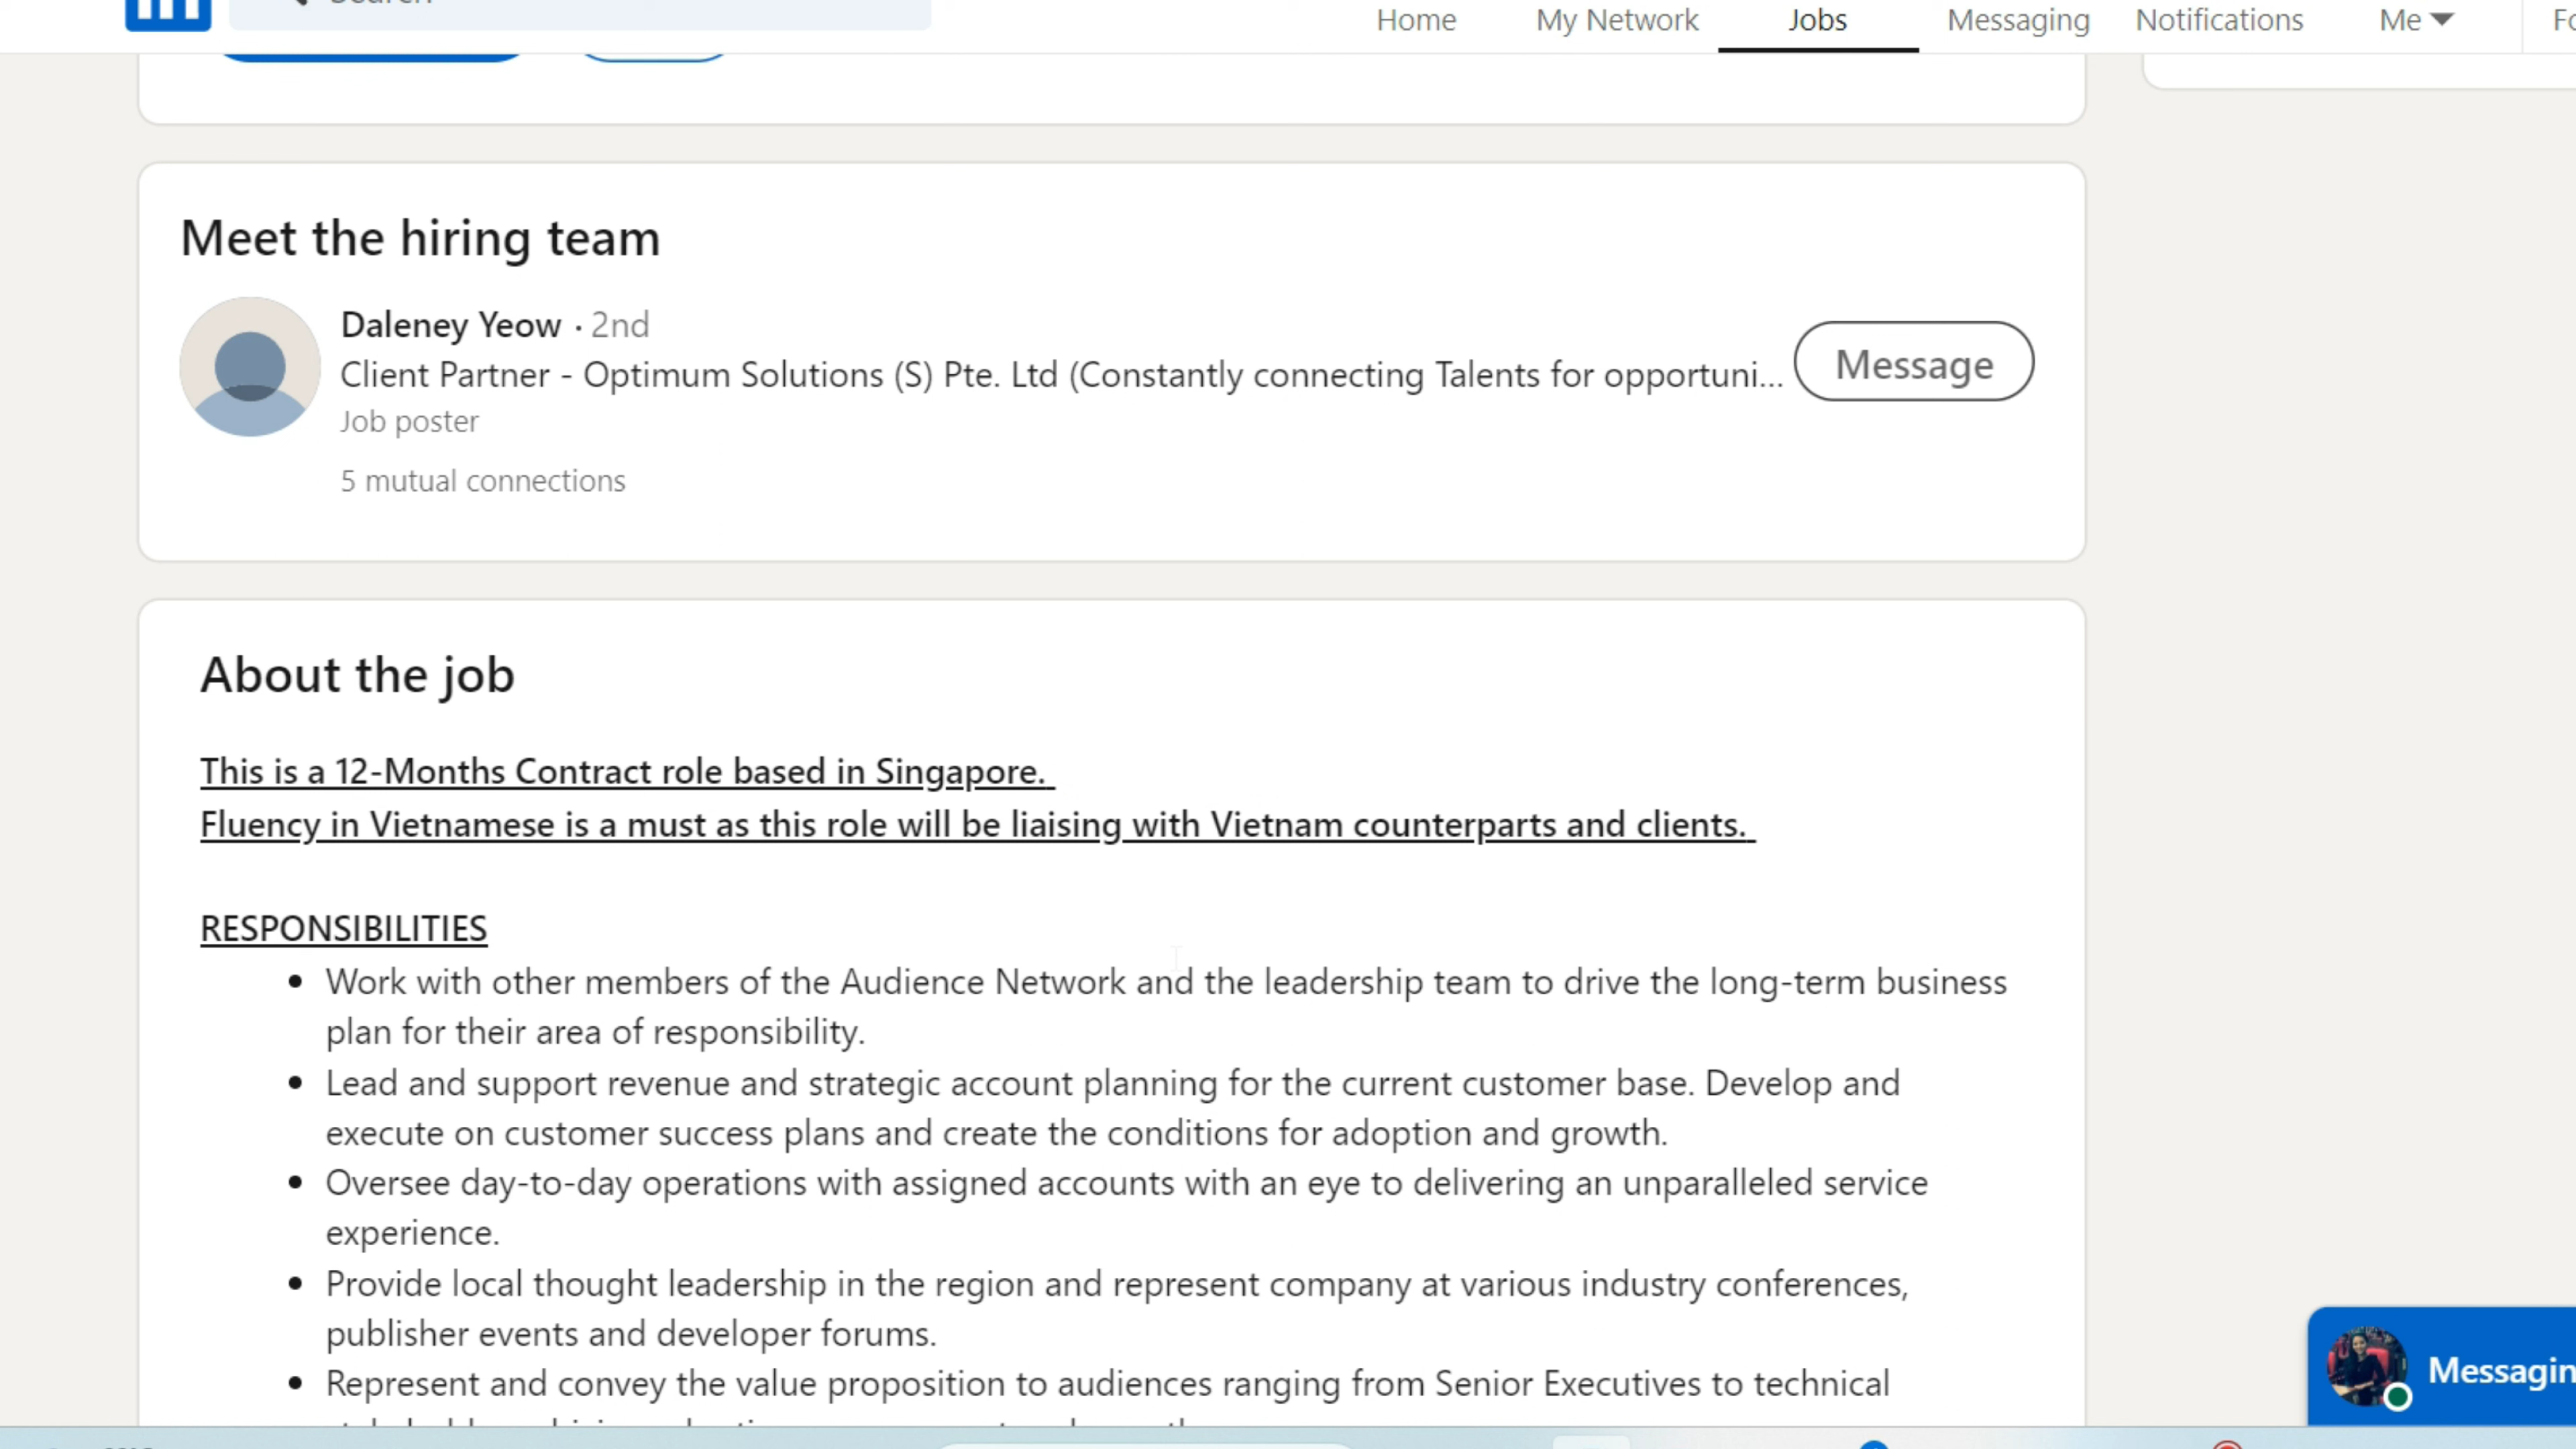 Search
Home My Network Jobs Messaging Notifications Me
Meet the hiring team
Daleney Yeow · 2nd
Client Partner - Optimum Solutions (S) Pte. Ltd (Constantly connecting Talents for opportuni...
Message
Job poster
5 mutual connections
About the job
This is a 12-Months Contract role based in Singapore.
Fluency in Vietnamese is a must as this role will be liaising with Vietnam counterparts and clients.
RESPONSIBILITIES
• Work with other members of the Audience Network and the leadership team to drive the long-term business
plan for their area of responsibility.
• Lead and support revenue and strategic account planning for the current customer base. Develop and
execute on customer success plans and create the conditions for adoption and growth.
• Oversee day-to-day operations with assigned accounts with an eye to delivering an unparalleled service
experience.
• Provide local thought leadership in the region and represent company at various industry conferences,
publisher events and developer forums.
• Represent and convey the value proposition to audiences ranging from Senior Executives to technical
Messagin